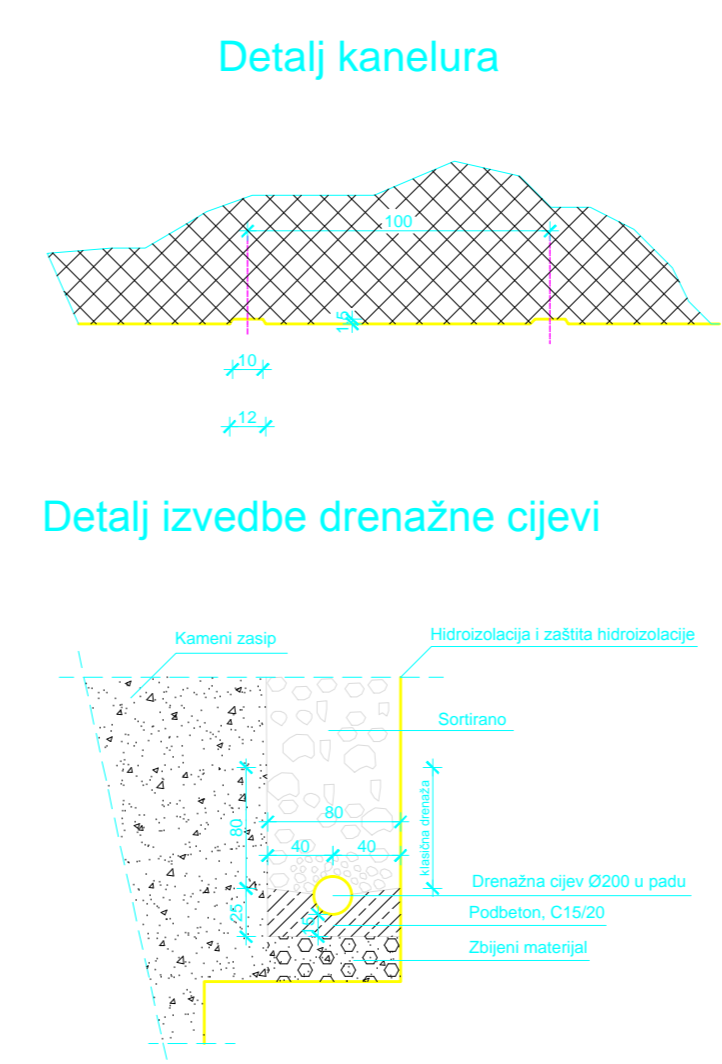 Detalj kanelura
100
1.5
10
12
Detalj izvedbe drenažne cijevi
Kameni zasip
Hidroizolacija i zaštita hidroizolacije
Sortirano
80
80
klasična drenaža
40
40
Drenažna cijev Ø200 u padu
25
15
Podbeton, C15/20
Zbijeni materijal